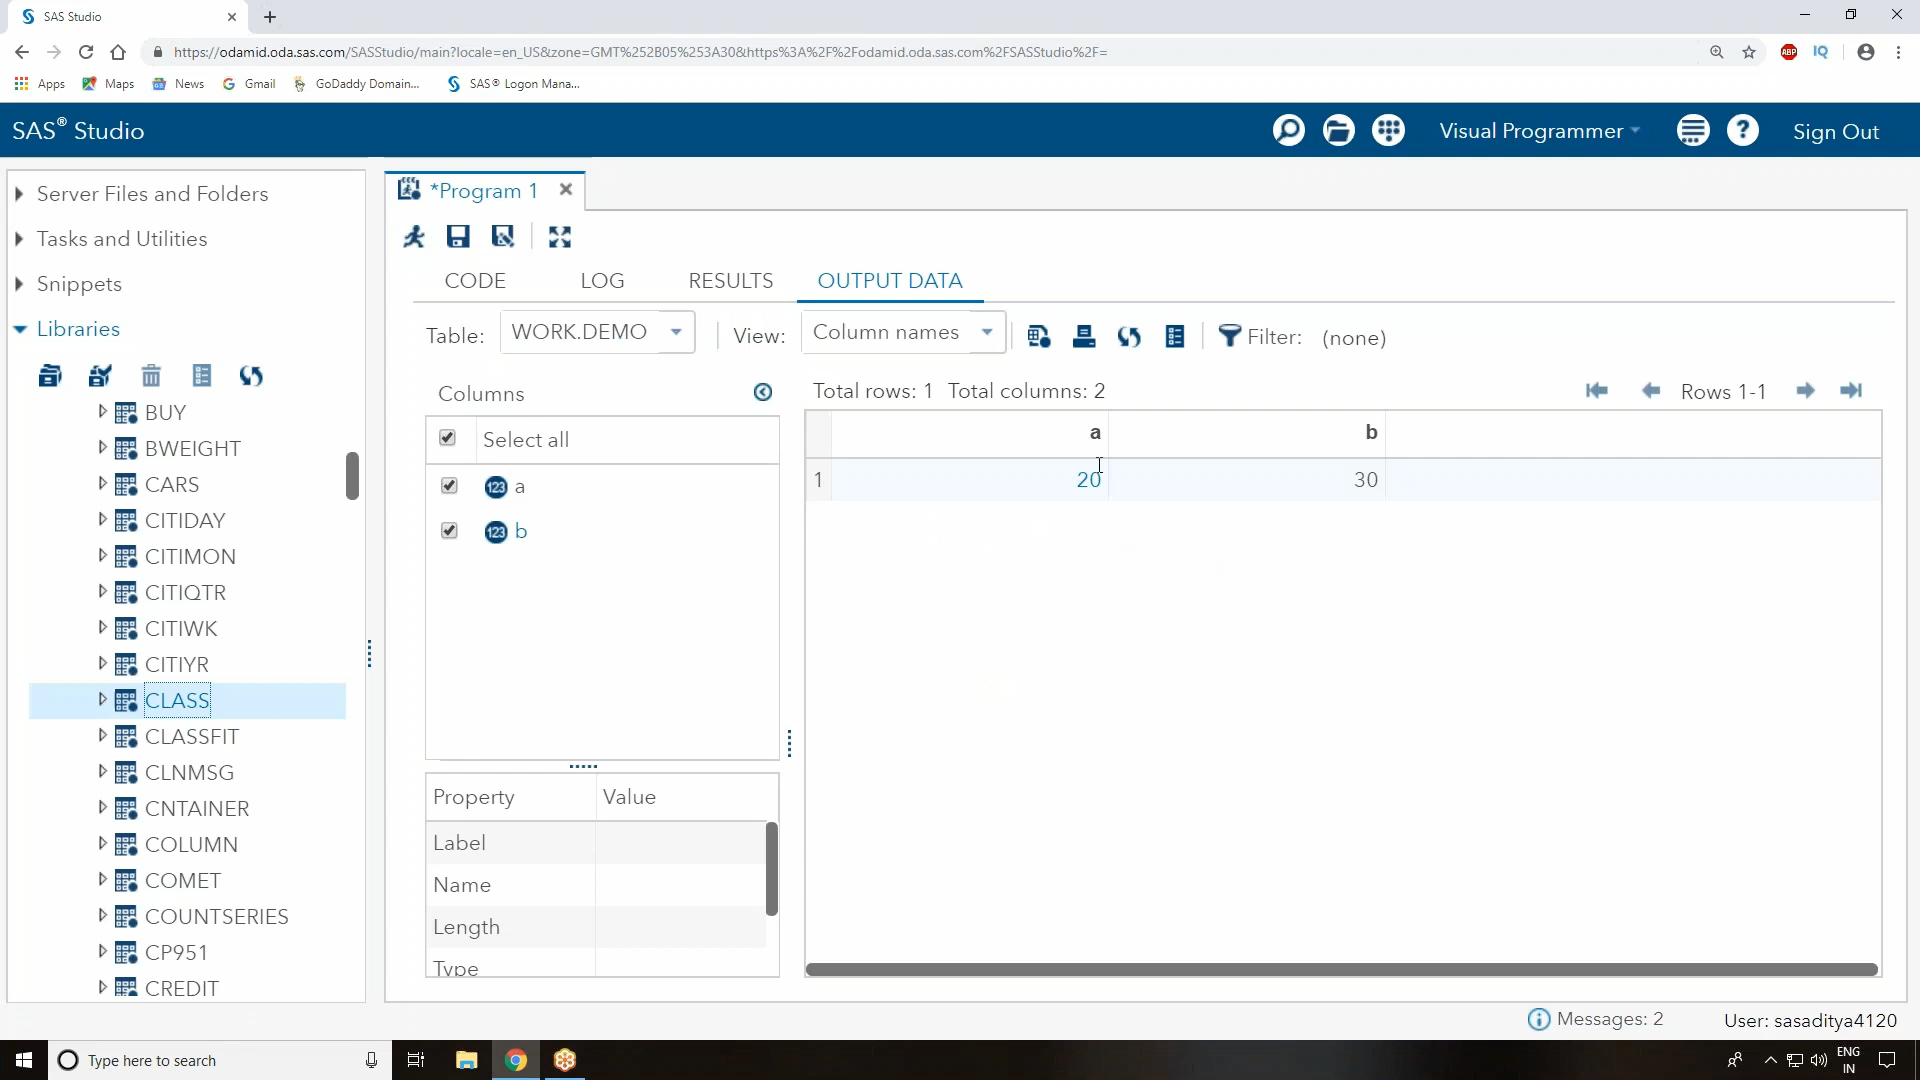 SAS Studio
https://odamid.oda.sas.com/SASStudio/main?locale=en_US&zone=GMT%252B05%253A30&https%3A%2F%2Fodamid.oda.sas.com%2FSASStudio%2F=
ABP
IQ
Apps
Maps
News
Gmail
GoDaddy Domain...
SAS® Logon Mana...
SAS® Studio
Visual Programmer
?
Sign Out
Server Files and Folders
Tasks and Utilities
Snippets
Libraries
BUY
BWEIGHT
CARS
CITIDAY
CITIMON
CITIQTR
CITIWK
CITIYR
CLASS
CLASSFIT
CLNMSG
CNTAINER
COLUMN
COMET
COUNTSERIES
CP951
CREDIT
*Program 1
CODE LOG RESULTS OUTPUT DATA
Table: WORK.DEMO View: Column names Filter: (none)
Columns
Select all
123 a
123 b
Property Value
Label
Name
Length
Type
Total rows: 1 Total columns: 2
Rows 1-1
a b
1 20 30
Messages: 2
User: sasaditya4120
Type here to search
ENG
IN